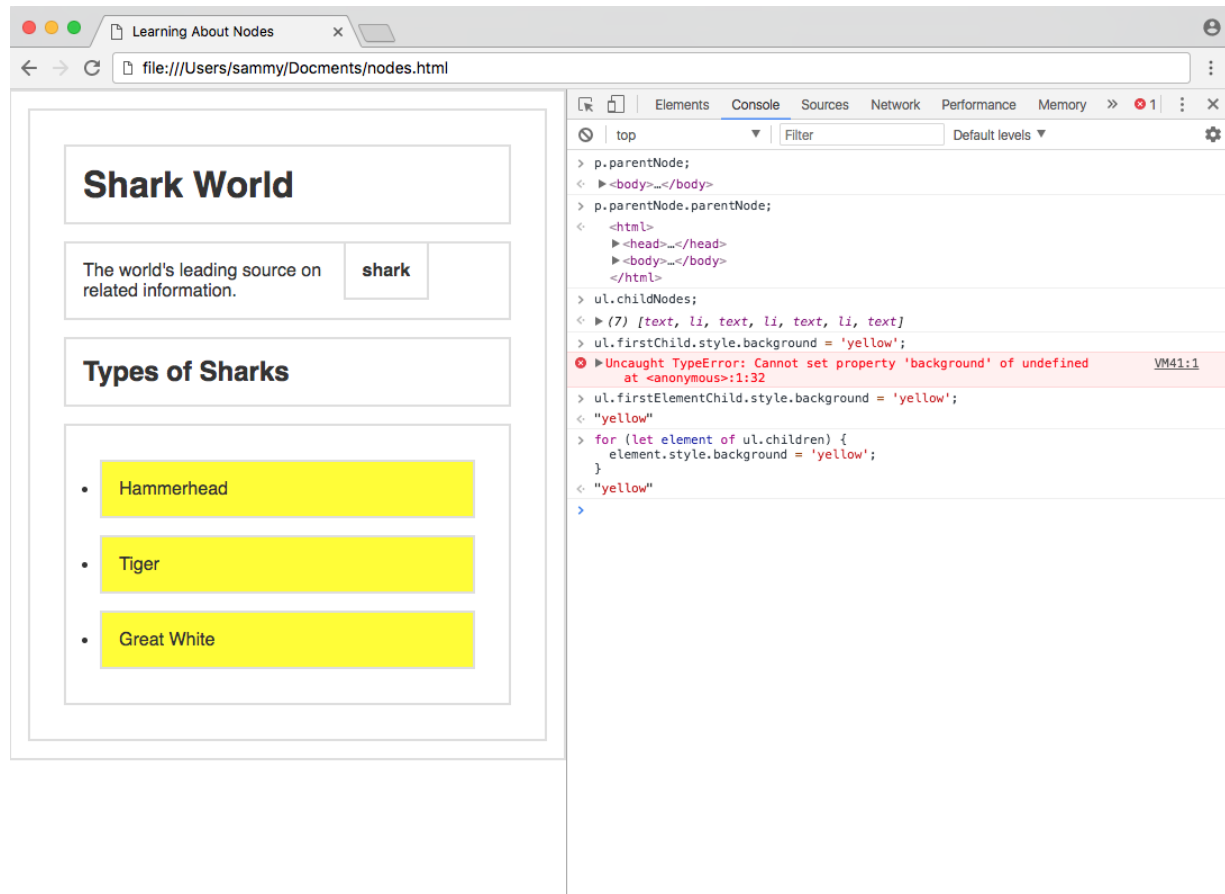 Learning About Nodes
file:///Users/sammy/Docments/nodes.html
Shark World
The world's leading source on shark
related information.
Types of Sharks
• Hammerhead
• Tiger
• Great White
Elements Console Sources Network Performance Memory » 1
top Filter Default levels
> p.parentNode;
<body>…</body>
> p.parentNode.parentNode;
<html>
<head>…</head>
<body>…</body>
</html>
> ul.childNodes;
(7) [text, li, text, li, text, li, text]
> ul.firstChild.style.background = 'yellow';
Uncaught TypeError: Cannot set property 'background' of undefined VM41:1
at <anonymous>:1:32
> ul.firstElementChild.style.background = 'yellow';
"yellow"
> for (let element of ul.children) {
element.style.background = 'yellow';
}
"yellow"
>